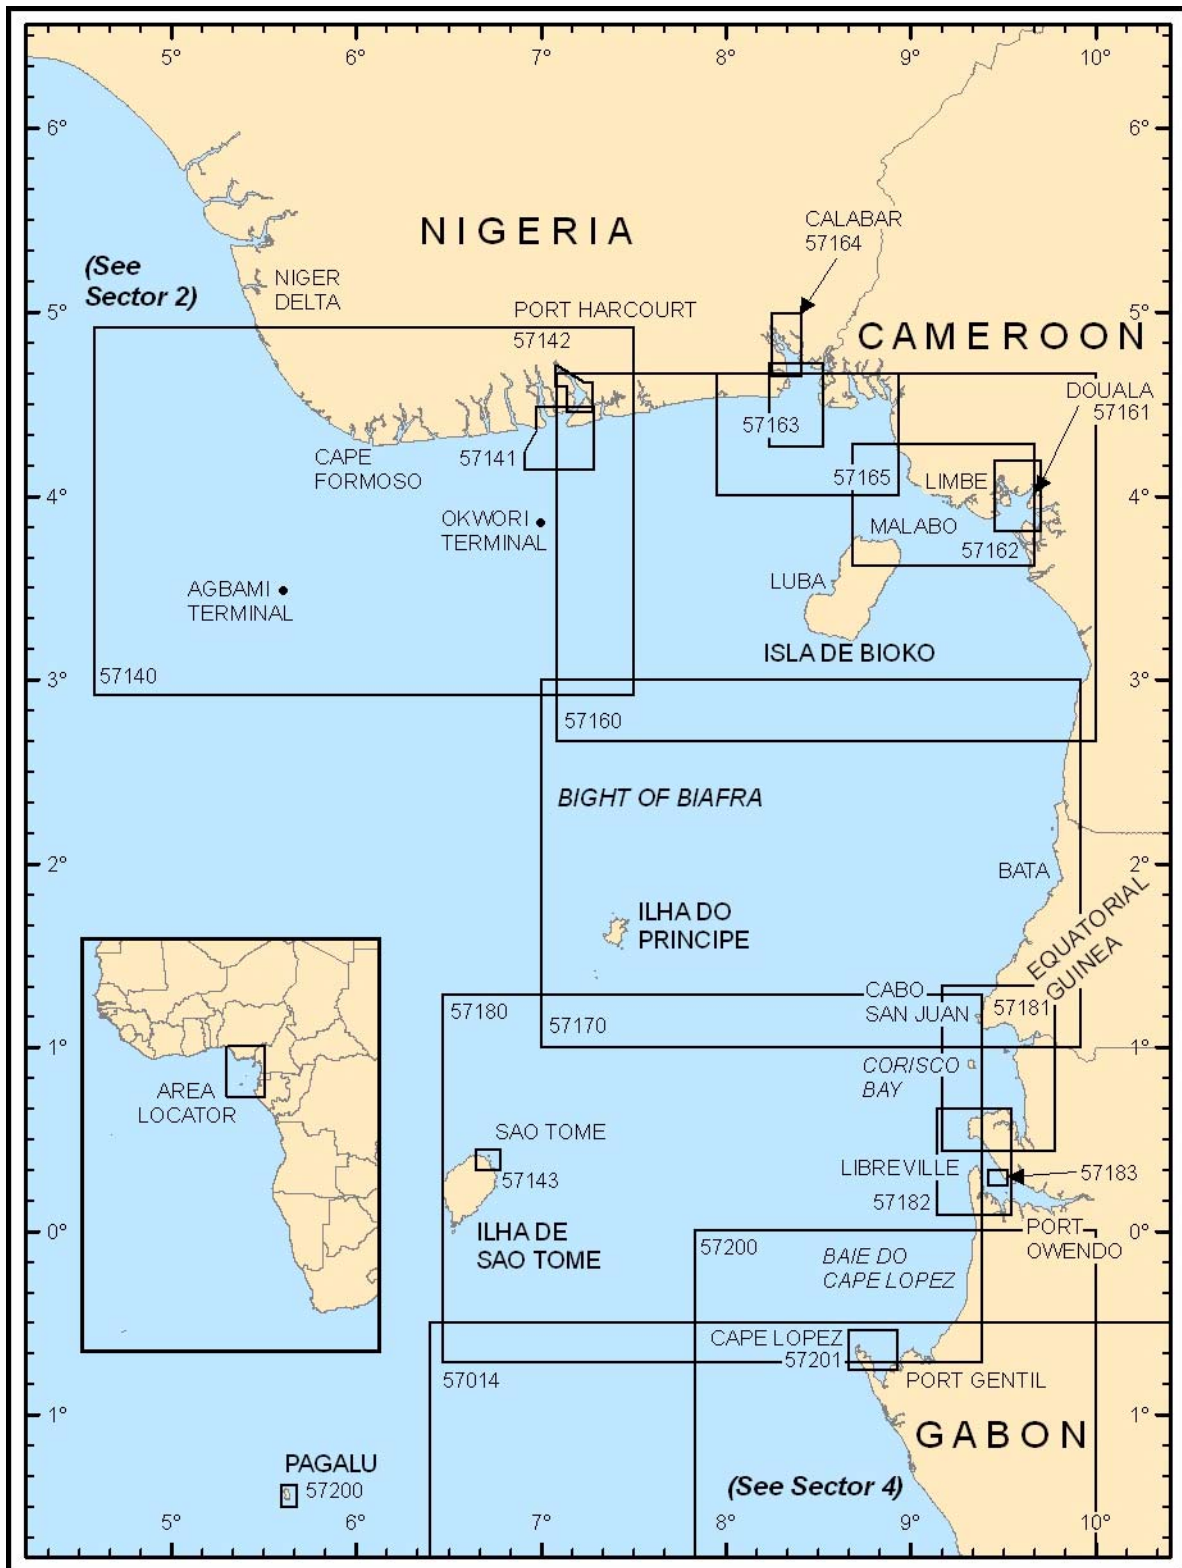 5° 6° 7° 8° 9° 10°
6° 6°
CALABAR
57164
NIGERIA
(See
Sector 2)
NIGER
DELTA
5° 5°
PORT HARCOURT
57142
CAMEROON
DOUALA
57161
57163
57141
CAPE
FORMOSO
57165
LIMBE
4° 4°
OKWORI
TERMINAL
MALABO
57162
AGBAMI
TERMINAL
LUBA
ISLA DE BIOKO
57140
3° 3°
57160
BIGHT OF BIAFRA
2° 2°
BATA
ILHA DO
PRINCIPE
EQUATORIAL
GUINEA
CABO
SAN JUAN
57181
57180
57170
1° 1°
CORISCO
BAY
AREA
LOCATOR
SAO TOME
57143
LIBREVILLE
57183
57182
ILHA DE
SAO TOME
0° 0°
PORT
OWENDO
57200
BAIE DO
CAPE LOPEZ
CAPE LOPEZ
57201
57014
PORT GENTIL
1° 1°
GABON
PAGALU
57200
(See Sector 4)
5° 6° 7° 8° 9° 10°